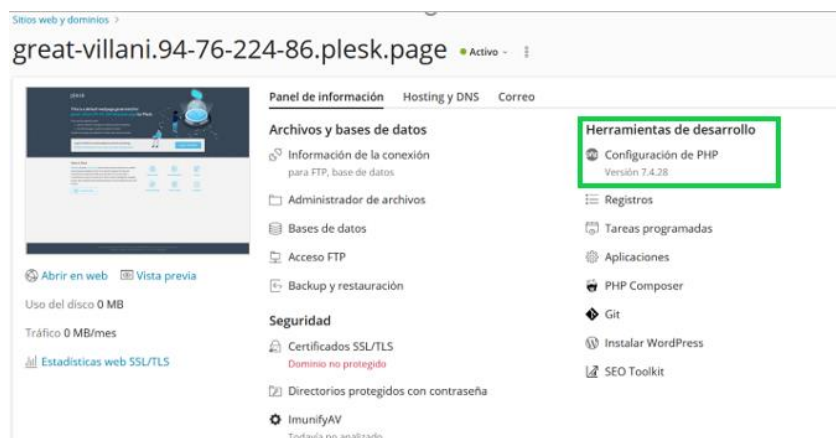 Sitios web y dominios >
great-villani.94-76-224-86.plesk.page Activo
Panel de información Hosting y DNS Correo
Archivos y bases de datos
Información de la conexión
para FTP, base de datos
Administrador de archivos
Bases de datos
Acceso FTP
Backup y restauración
Seguridad
Certificados SSL/TLS
Dominio no protegido
Directorios protegidos con contraseña
ImunifyAV
Todavía no analizado
Herramientas de desarrollo
Configuración de PHP
Versión 7.4.28
Registros
Tareas programadas
Aplicaciones
PHP Composer
Git
Instalar WordPress
SEO Toolkit
Abrir en web Vista previa
Uso del disco 0 MB
Tráfico 0 MB/mes
Estadísticas web SSL/TLS